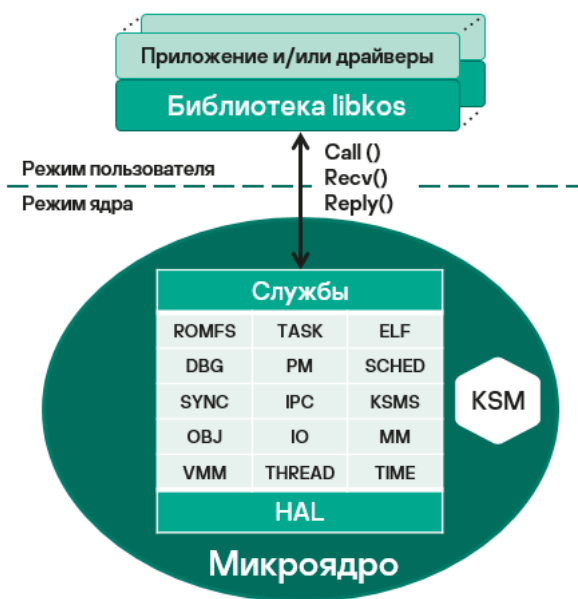 Приложение и/или драйверы
Библиотека libkos
Call ()
Режим пользователя
Recv()
Режим ядра
Reply()
Службы
ROMFS TASK ELF
DBG PM SCHED
SYNC IPC KSMS
KSM
OBJ IO MM
VMM THREAD TIME
HAL
Микроядро